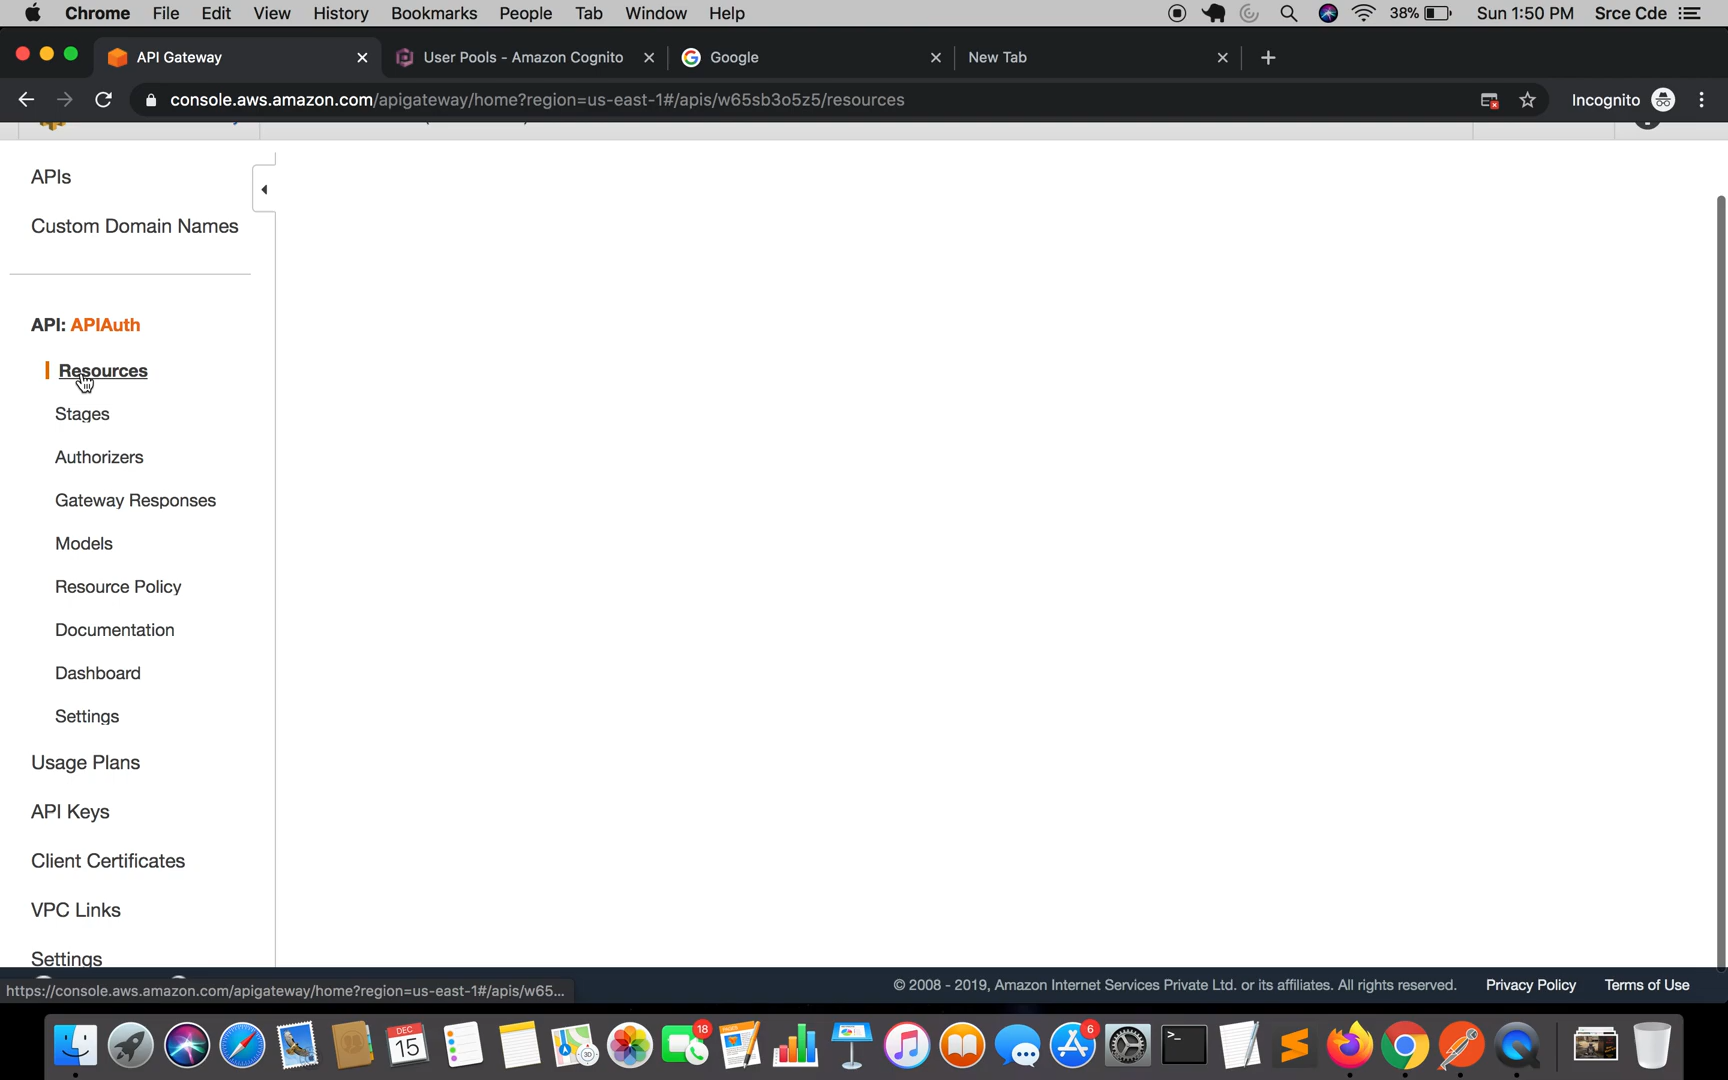 Chrome File Edit View History Bookmarks People Tab Window Help 38% Sun 1:50 PM Srce Cde
API Gateway User Pools - Amazon Cognito Google New Tab
console.aws.amazon.com/apigateway/home?region=us-east-1#/apis/w65sb3o5z5/resources Incognito
APIs
Custom Domain Names
API: APIAuth
Resources
Stages
Authorizers
Gateway Responses
Models
Resource Policy
Documentation
Dashboard
Settings
Usage Plans
API Keys
Client Certificates
VPC Links
Settings
https://console.aws.amazon.com/apigateway/home?region=us-east-1#/apis/w65... © 2008 - 2019, Amazon Internet Services Private Ltd. or its affiliates. All rights reserved. Privacy Policy Terms of Use
DEC
15
30
18
6